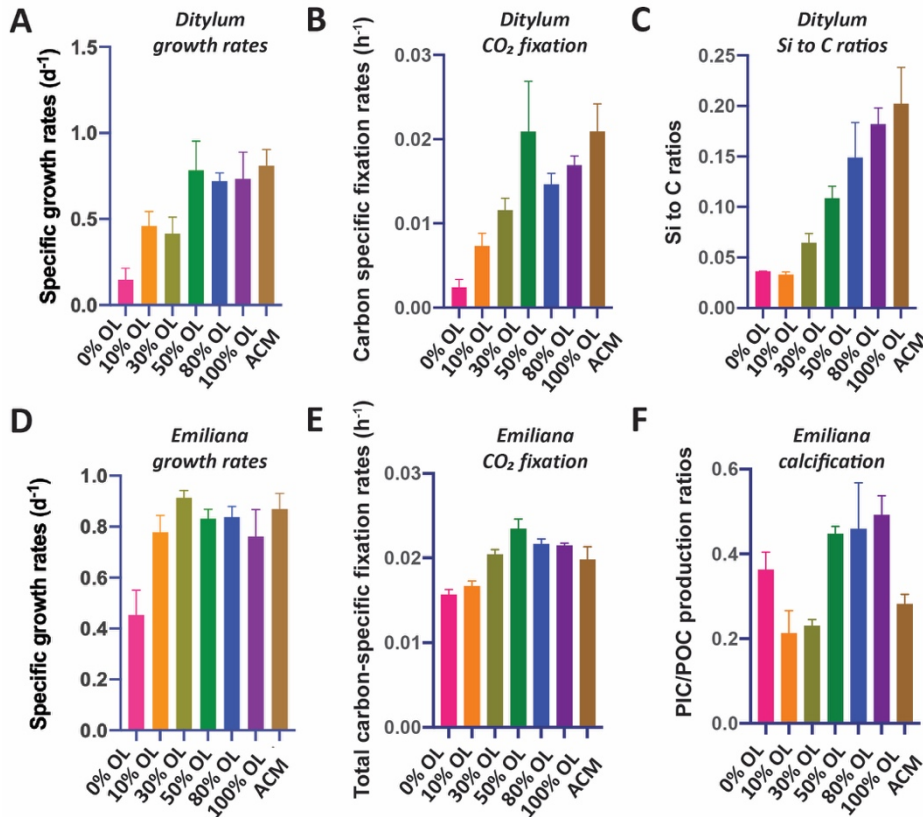 A
Ditylum
growth rates
Specific growth rates (d⁻¹)
1.5
1.0
0.5
0.0
0% OL
10% OL
30% OL
50% OL
80% OL
100% OL
ACM
B
Ditylum
CO₂ fixation
Carbon specific fixation rates (h⁻¹)
0.03
0.02
0.01
0.00
0% OL
10% OL
30% OL
50% OL
80% OL
100% OL
ACM
C
Ditylum
Si to C ratios
Si to C ratios
0.25
0.20
0.15
0.10
0.05
0.00
0% OL
10% OL
30% OL
50% OL
80% OL
100% OL
ACM
D
Emiliana
growth rates
Specific growth rates (d⁻¹)
1.0
0.8
0.6
0.4
0.2
0.0
0% OL
10% OL
30% OL
50% OL
80% OL
100% OL
ACM
E
Emiliana
CO₂ fixation
Total carbon-specific fixation rates (h⁻¹)
0.03
0.02
0.01
0.00
0% OL
10% OL
30% OL
50% OL
80% OL
100% OL
ACM
F
Emiliana
calcification
PIC/POC production ratios
0.6
0.4
0.2
0.0
0% OL
10% OL
30% OL
50% OL
80% OL
100% OL
ACM